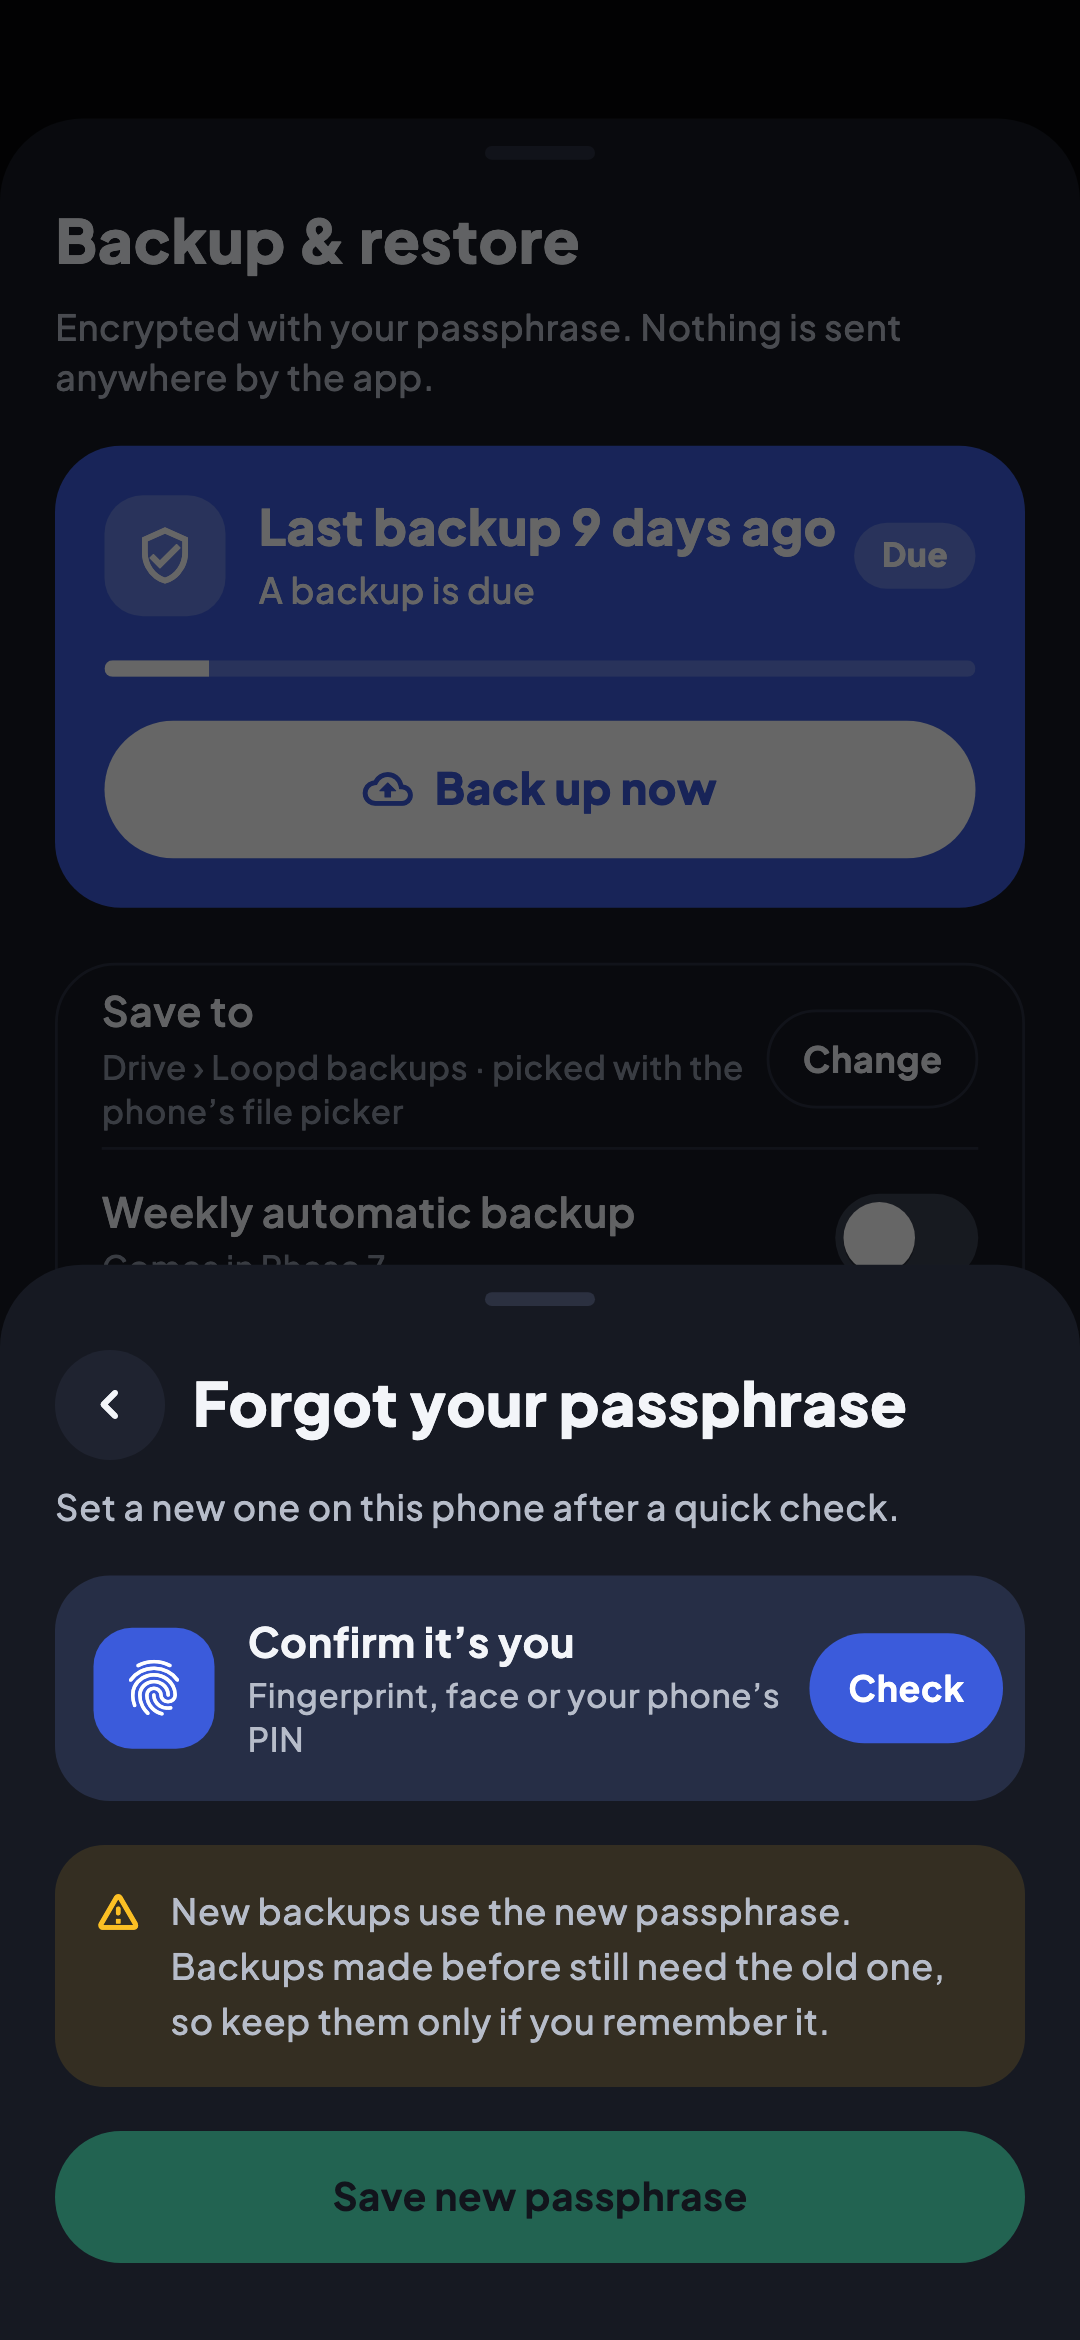 Backup & restore
Encrypted with your passphrase. Nothing is sent
anywhere by the app.
Last backup 9 days ago
Due
A backup is due
Back up now
Save to
Drive › Loopd backups · picked with the
phone’s file picker
Change
Weekly automatic backup
Comes in Phase 7
Forgot your passphrase
Set a new one on this phone after a quick check.
Confirm it’s you
Fingerprint, face or your phone’s
PIN
Check
New backups use the new passphrase.
Backups made before still need the old one,
so keep them only if you remember it.
Save new passphrase